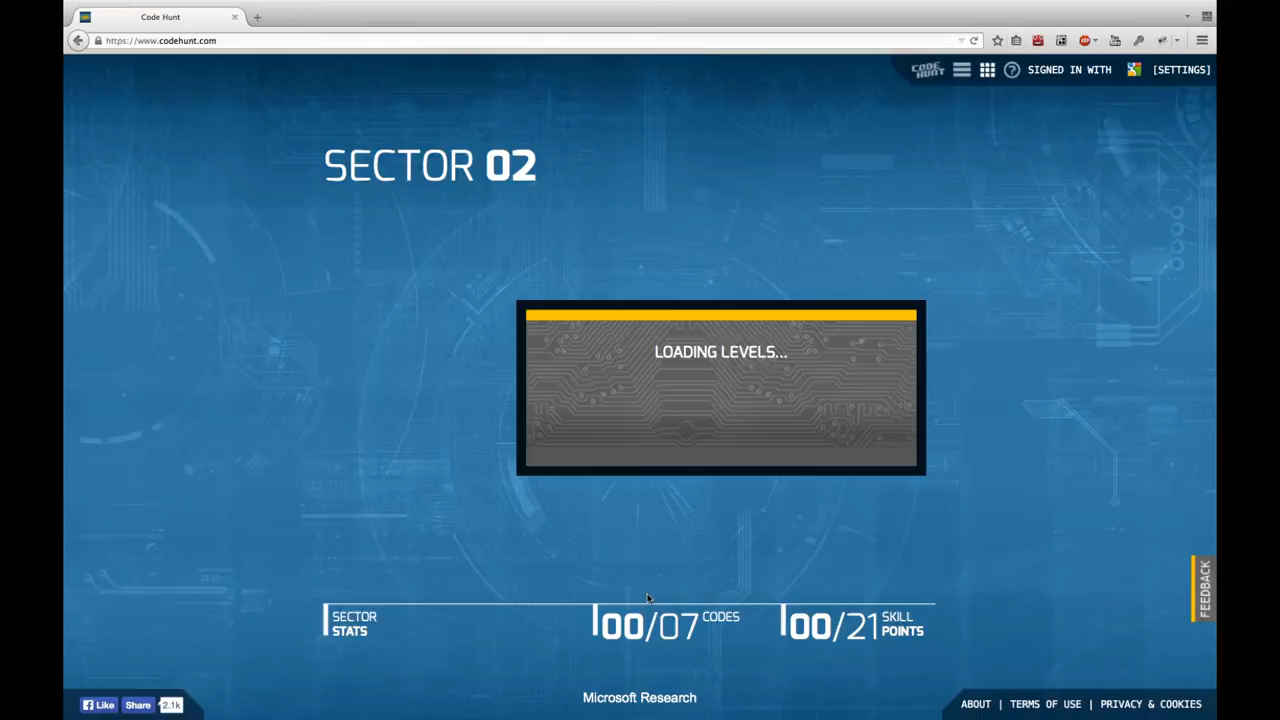 Code Hunt
https://www.codehunt.com
CODE HUNT SIGNED IN WITH [SETTINGS]
SECTOR 02
LOADING LEVELS...
FEEDBACK
SECTOR STATS
00/07 CODES
00/21 SKILL POINTS
Microsoft Research
Like Share 2.1k
ABOUT | TERMS OF USE | PRIVACY & COOKIES